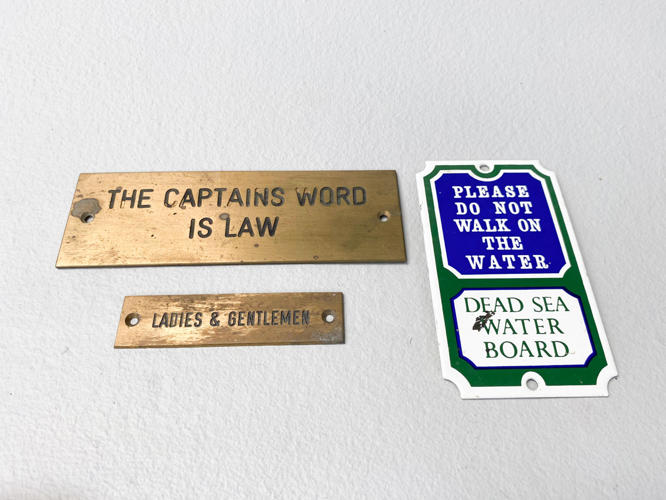 THE CAPTAINS WORD
IS LAW
LADIES & GENTLEMEN
PLEASE
DO NOT
WALK ON
THE
WATER
DEAD SEA
WATER
BOARD